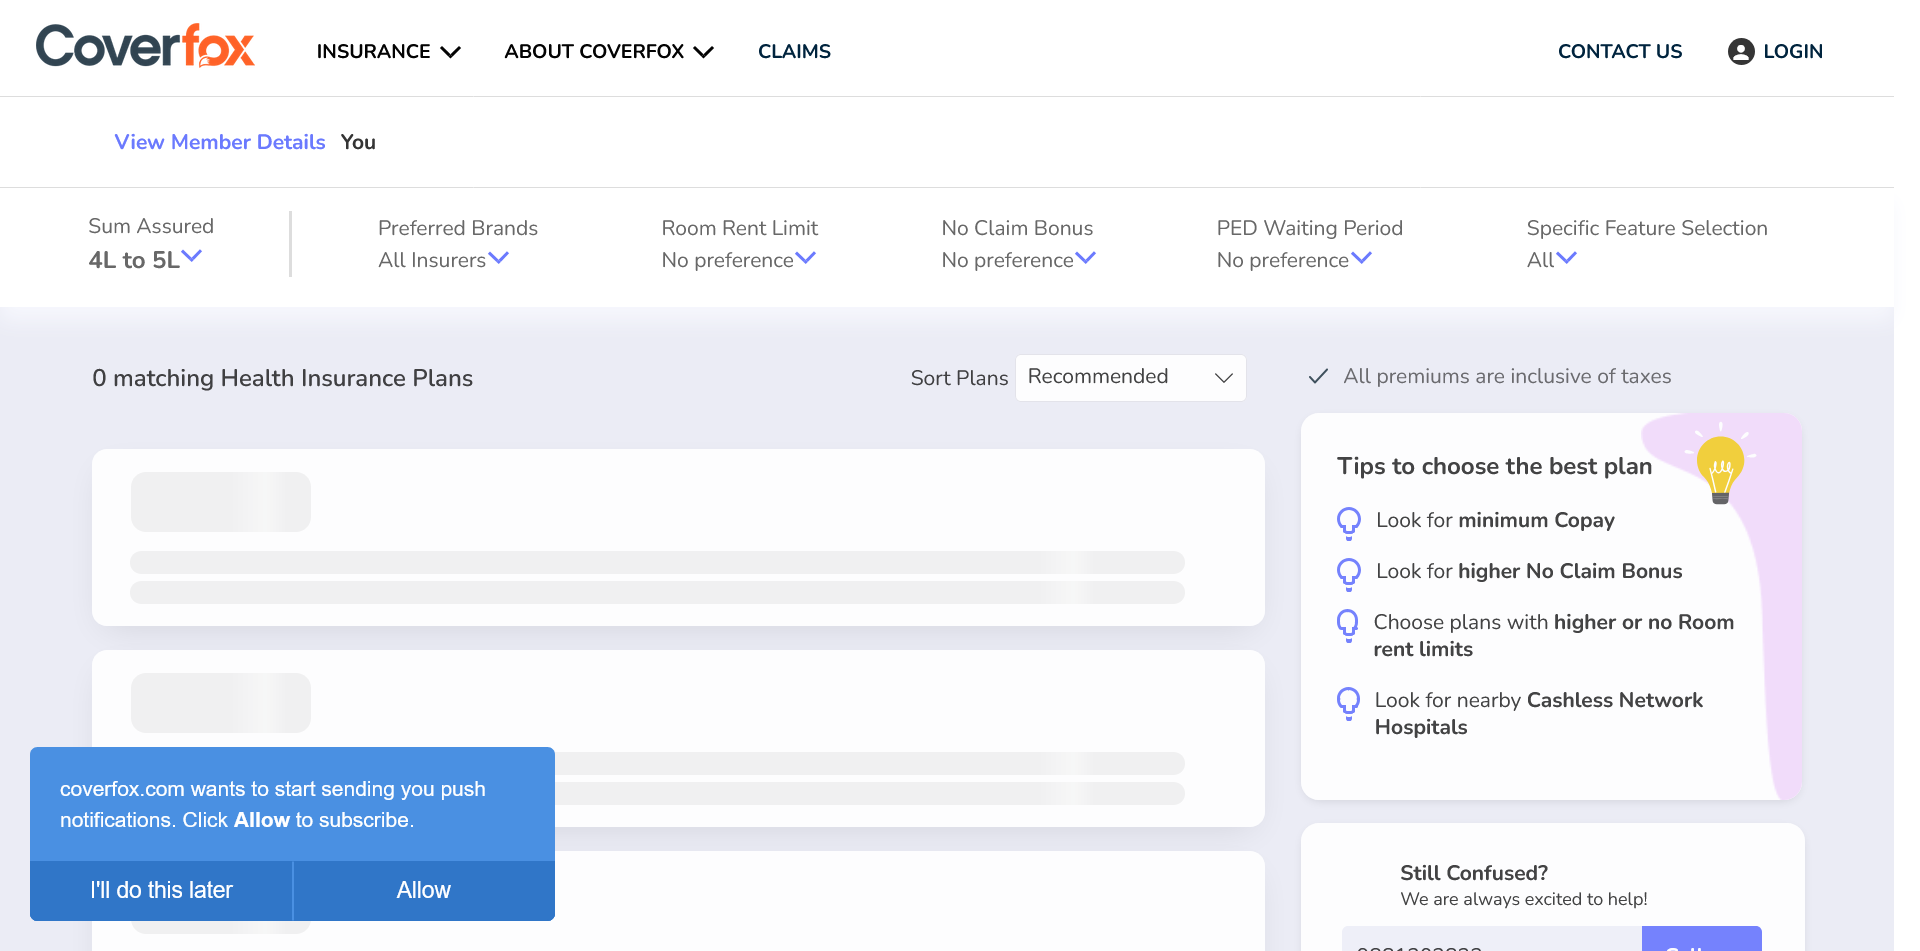 Coverfox
INSURANCE
ABOUT COVERFOX
CLAIMS
CONTACT US
LOGIN
View Member Details You
Sum Assured
4L to 5L
Preferred Brands
All Insurers
Room Rent Limit
No preference
No Claim Bonus
No preference
PED Waiting Period
No preference
Specific Feature Selection
All
0 matching Health Insurance Plans
Sort Plans
Recommended
All premiums are inclusive of taxes
Tips to choose the best plan
Look for minimum Copay
Look for higher No Claim Bonus
Choose plans with higher or no Room
rent limits
Look for nearby Cashless Network
Hospitals
coverfox.com wants to start sending you push
notifications. Click Allow to subscribe.
I'll do this later
Allow
Still Confused?
We are always excited to help!